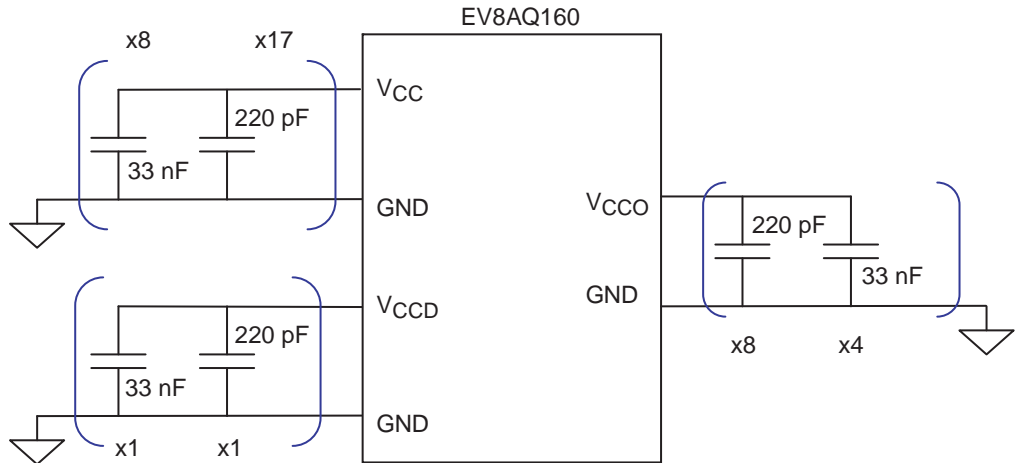 EV8AQ160
x8 x17
VCC
220 pF
33 nF
GND
VCCO
220 pF
33 nF
GND
x8 x4
VCCD
220 pF
33 nF
GND
x1 x1